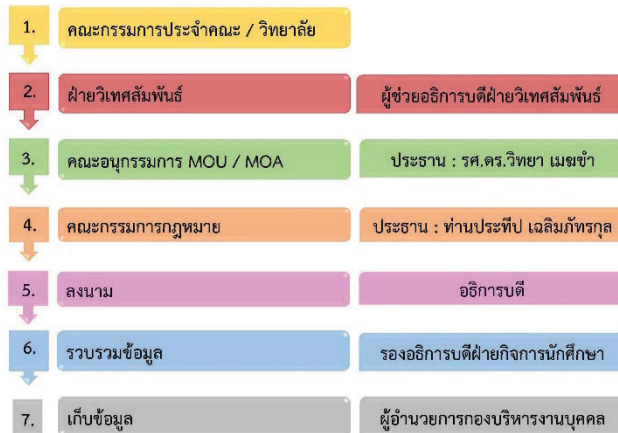 1. คณะกรรมการประจำคณะ / วิทยาลัย
2. ฝ่ายวิเทศสัมพันธ์ ผู้ช่วยอธิการบดีฝ่ายวิเทศสัมพันธ์
3. คณะอนุกรรมการ MOU / MOA ประธาน : รศ.ดร.วิทยา เมฆขำ
4. คณะกรรมการกฎหมาย ประธาน : ท่านประทีป เฉลิมภัทรกุล
5. ลงนาม อธิการบดี
6. รวบรวมข้อมูล รองอธิการบดีฝ่ายกิจการนักศึกษา
7. เก็บข้อมูล ผู้อำนวยการกองบริหารงานบุคคล